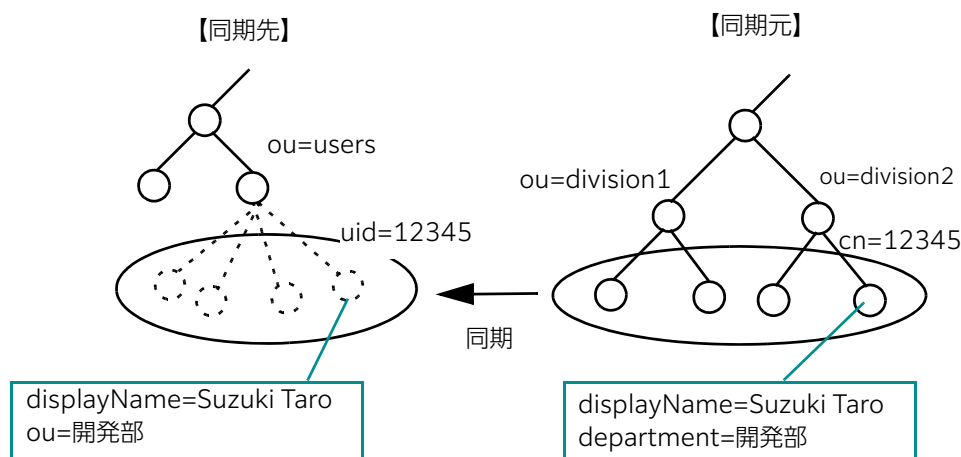 【同期先】
【同期元】
ou=users
ou=division1
ou=division2
uid=12345
cn=12345
同期
displayName=Suzuki Taro
ou=開発部
displayName=Suzuki Taro
department=開発部